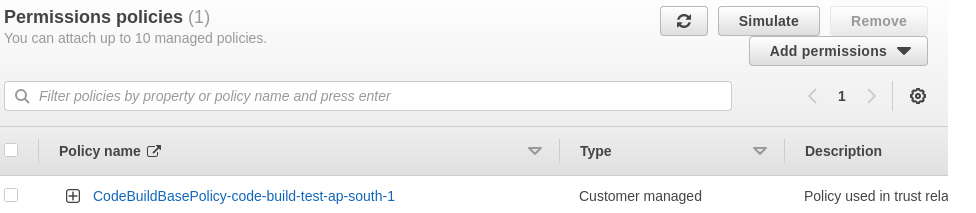 Permissions policies (1)
You can attach up to 10 managed policies.
Simulate
Remove
Add permissions
Filter policies by property or policy name and press enter
1
Policy name
Type
Description
CodeBuildBasePolicy-code-build-test-ap-south-1
Customer managed
Policy used in trust rela